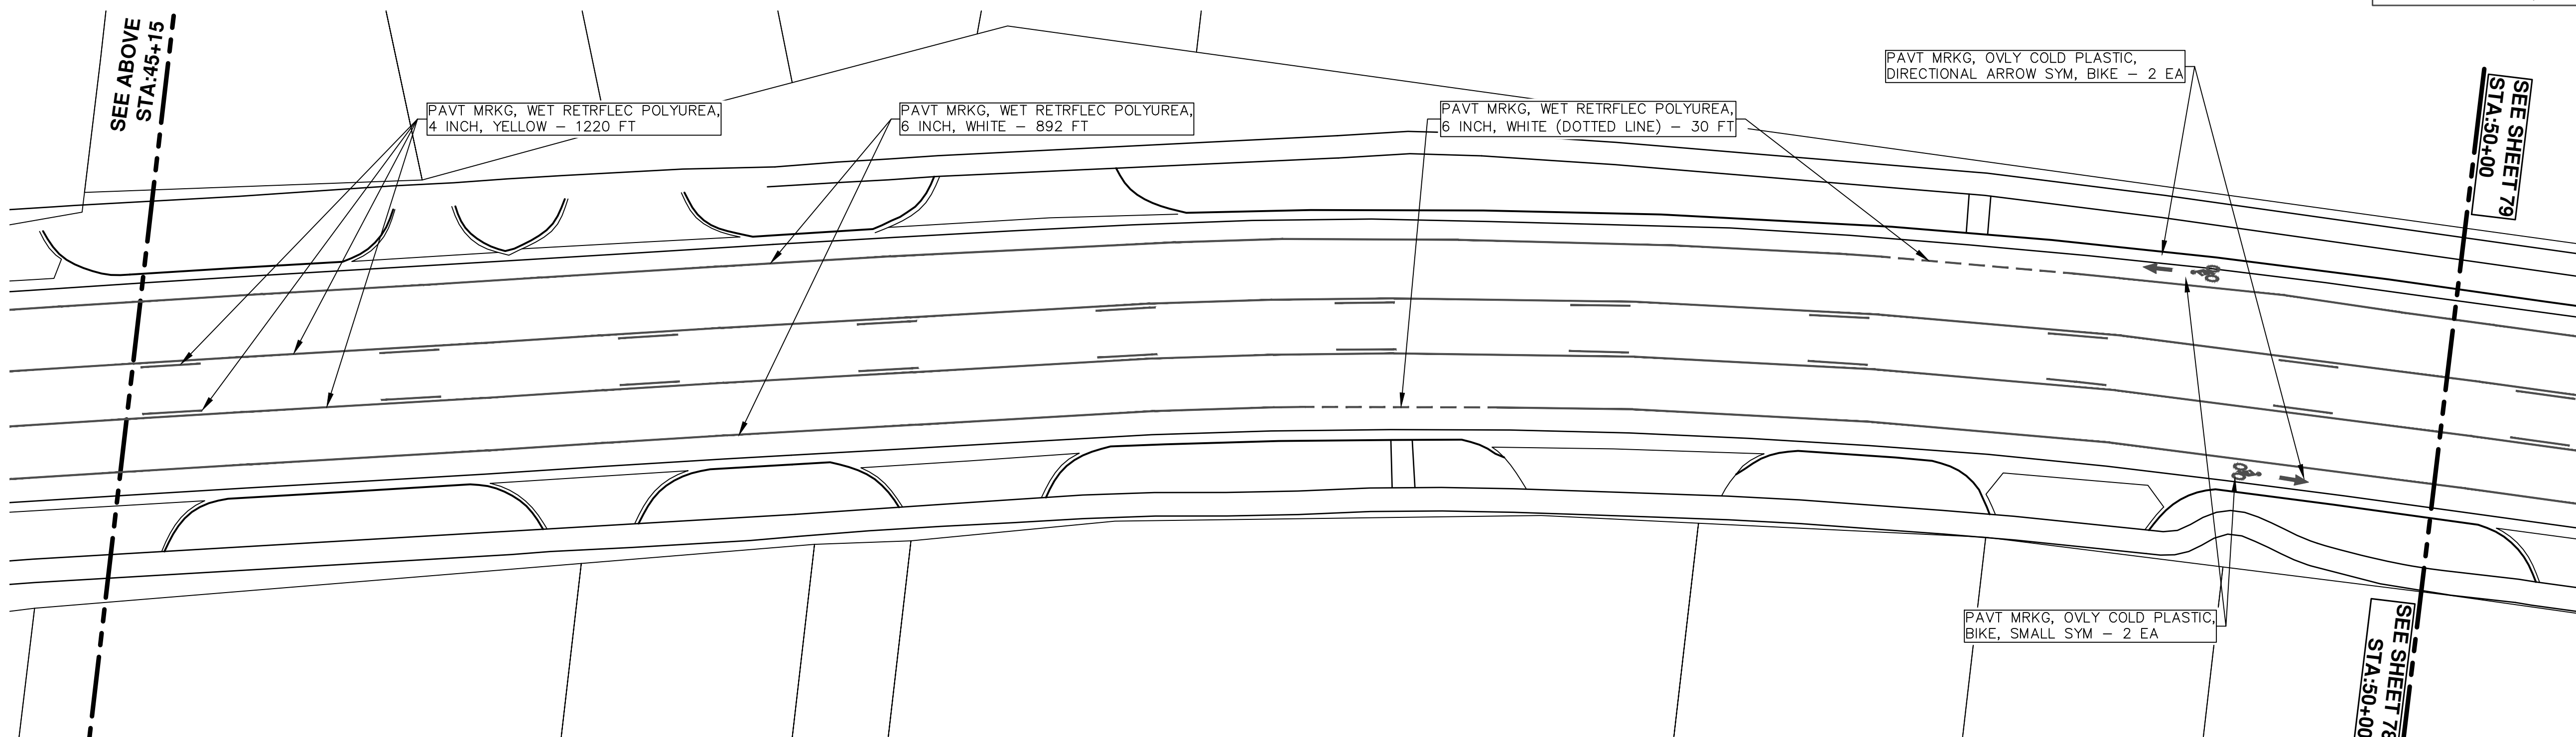 SEE ABOVE
STA:45+15
PAVT MRKG, WET RETRFLEC POLYUREA,
4 INCH, YELLOW – 1220 FT
PAVT MRKG, WET RETRFLEC POLYUREA,
6 INCH, WHITE – 892 FT
PAVT MRKG, WET RETRFLEC POLYUREA,
6 INCH, WHITE (DOTTED LINE) – 30 FT
PAVT MRKG, OVLY COLD PLASTIC,
DIRECTIONAL ARROW SYM, BIKE – 2 EA
SEE SHEET 79
STA:50+00
PAVT MRKG, OVLY COLD PLASTIC,
BIKE, SMALL SYM – 2 EA
SEE SHEET 78
STA:50+00